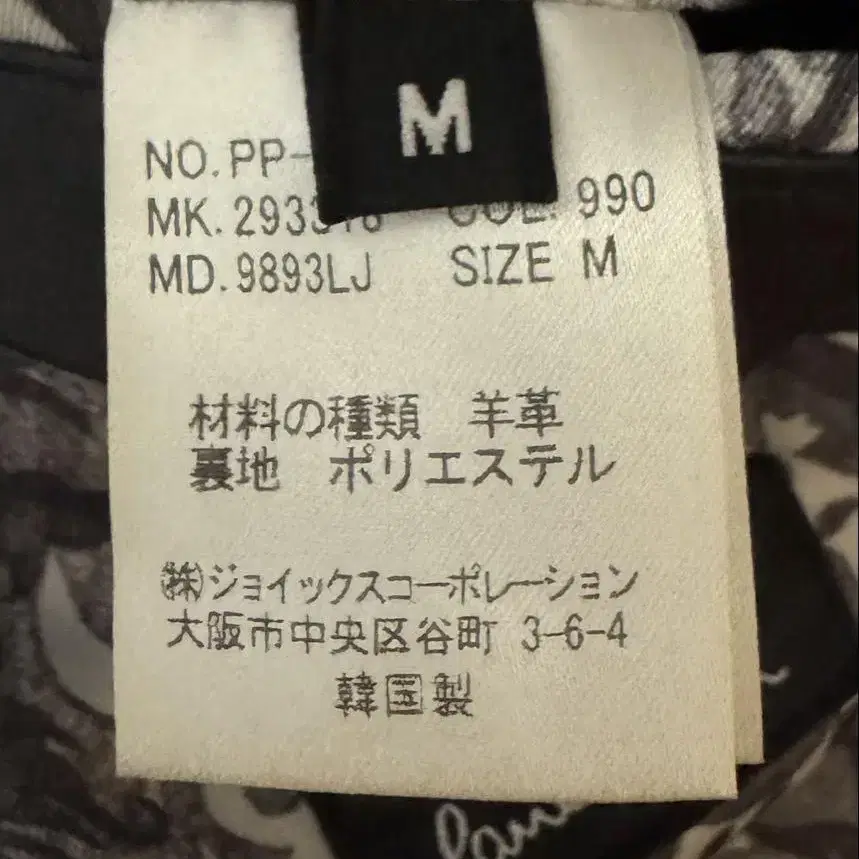 M
NO.PP-
MK. COL. 990
MD.9893LJ SIZE M
材料の種類 羊革
裏地 ポリエステル
㈱ジョイックスコーポレーション
大阪市中央区谷町 3-6-4
韓国製